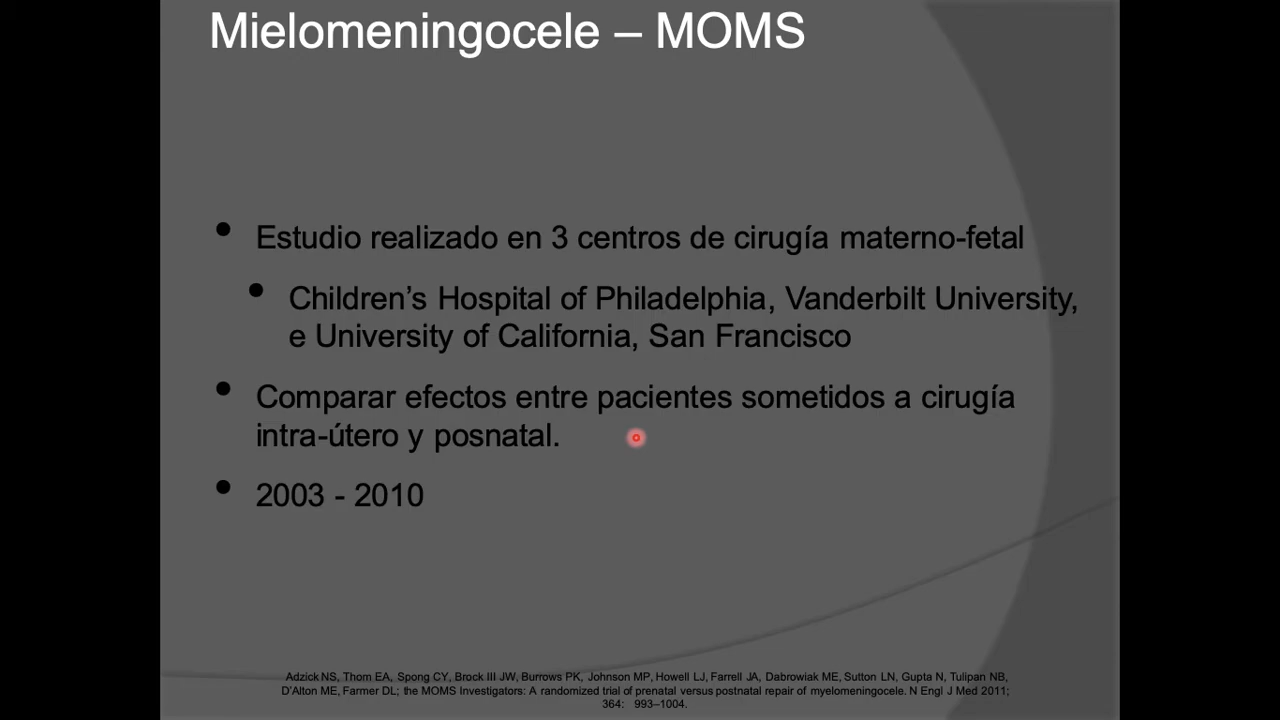 Mielomeningocele – MOMS
• Estudio realizado en 3 centros de cirugía materno-fetal
• Children’s Hospital of Philadelphia, Vanderbilt University,
e University of California, San Francisco
• Comparar efectos entre pacientes sometidos a cirugía
intra-útero y posnatal.
• 2003 - 2010
Adzick NS, Thom EA, Spong CY, Brock III JW, Burrows PK, Johnson MP, Howell LJ, Farrell JA, Dabrowiak ME, Sutton LN, Gupta N, Tulipan NB,
D'Alton ME, Farmer DL; the MOMS Investigators: A randomized trial of prenatal versus postnatal repair of myelomeningocele. N Engl J Med 2011;
364: 993–1004.